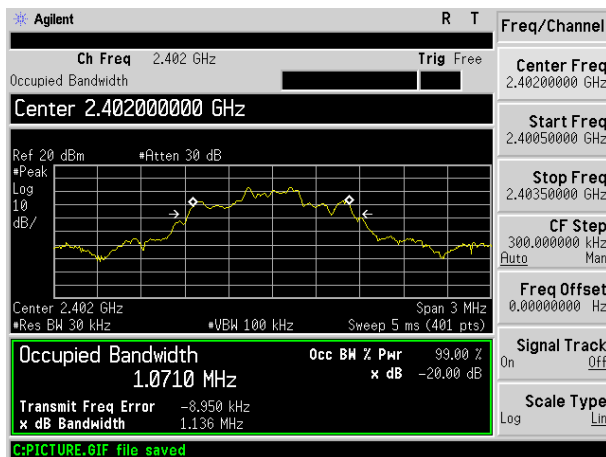 Agilent R T
Ch Freq 2.402 GHz Trig Free
Occupied Bandwidth
Center 2.402000000 GHz
Ref 20 dBm #Atten 30 dB
#Peak
Log
10
dB/
Center 2.402 GHz Span 3 MHz
#Res BW 30 kHz #VBW 100 kHz Sweep 5 ms (401 pts)
Occupied Bandwidth Occ BW % Pwr 99.00 %
1.0710 MHz x dB -20.00 dB
Transmit Freq Error -8.950 kHz
x dB Bandwidth 1.136 MHz
C:PICTURE.GIF file saved
Freq/Channel
Center Freq
2.40200000 GHz
Start Freq
2.40050000 GHz
Stop Freq
2.40350000 GHz
CF Step
300.000000 kHz
Auto Man
Freq Offset
0.00000000 Hz
Signal Track
On Off
Scale Type
Log Lin